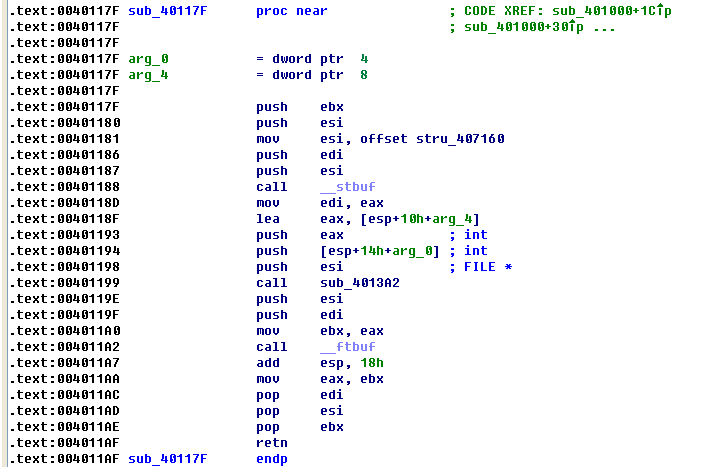 .text:0040117F sub_40117F proc near ; CODE XREF: sub_401000+1C↑p
.text:0040117F ; sub_401000+30↑p ...
.text:0040117F
.text:0040117F arg_0 = dword ptr 4
.text:0040117F arg_4 = dword ptr 8
.text:0040117F
.text:0040117F push ebx
.text:00401180 push esi
.text:00401181 mov esi, offset stru_407160
.text:00401186 push edi
.text:00401187 push esi
.text:00401188 call __stbuf
.text:0040118D mov edi, eax
.text:0040118F lea eax, [esp+10h+arg_4]
.text:00401193 push eax ; int
.text:00401194 push [esp+14h+arg_0] ; int
.text:00401198 push esi ; FILE *
.text:00401199 call sub_4013A2
.text:0040119E push esi
.text:0040119F push edi
.text:004011A0 mov ebx, eax
.text:004011A2 call __ftbuf
.text:004011A7 add esp, 18h
.text:004011AA mov eax, ebx
.text:004011AC pop edi
.text:004011AD pop esi
.text:004011AE pop ebx
.text:004011AF retn
.text:004011AF sub_40117F endp